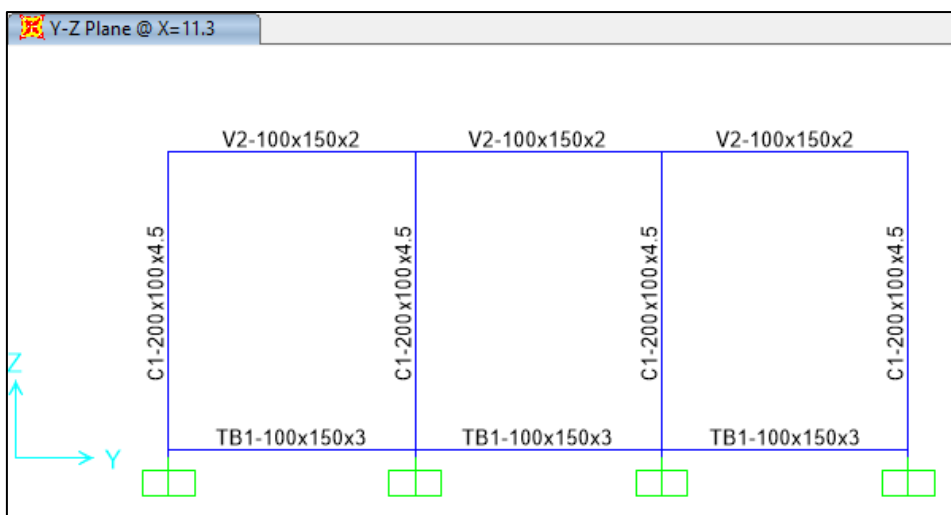 Y-Z Plane @ X=11.3
V2-100x150x2 V2-100x150x2 V2-100x150x2
C1-200x100x4.5 C1-200x100x4.5 C1-200x100x4.5 C1-200x100x4.5
Z
TB1-100x150x3 TB1-100x150x3 TB1-100x150x3
Y